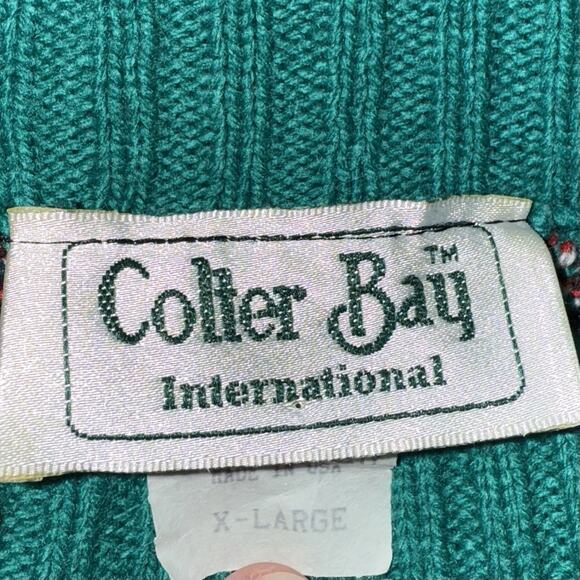 Colter Bay™
International
MADE IN USA
X-LARGE